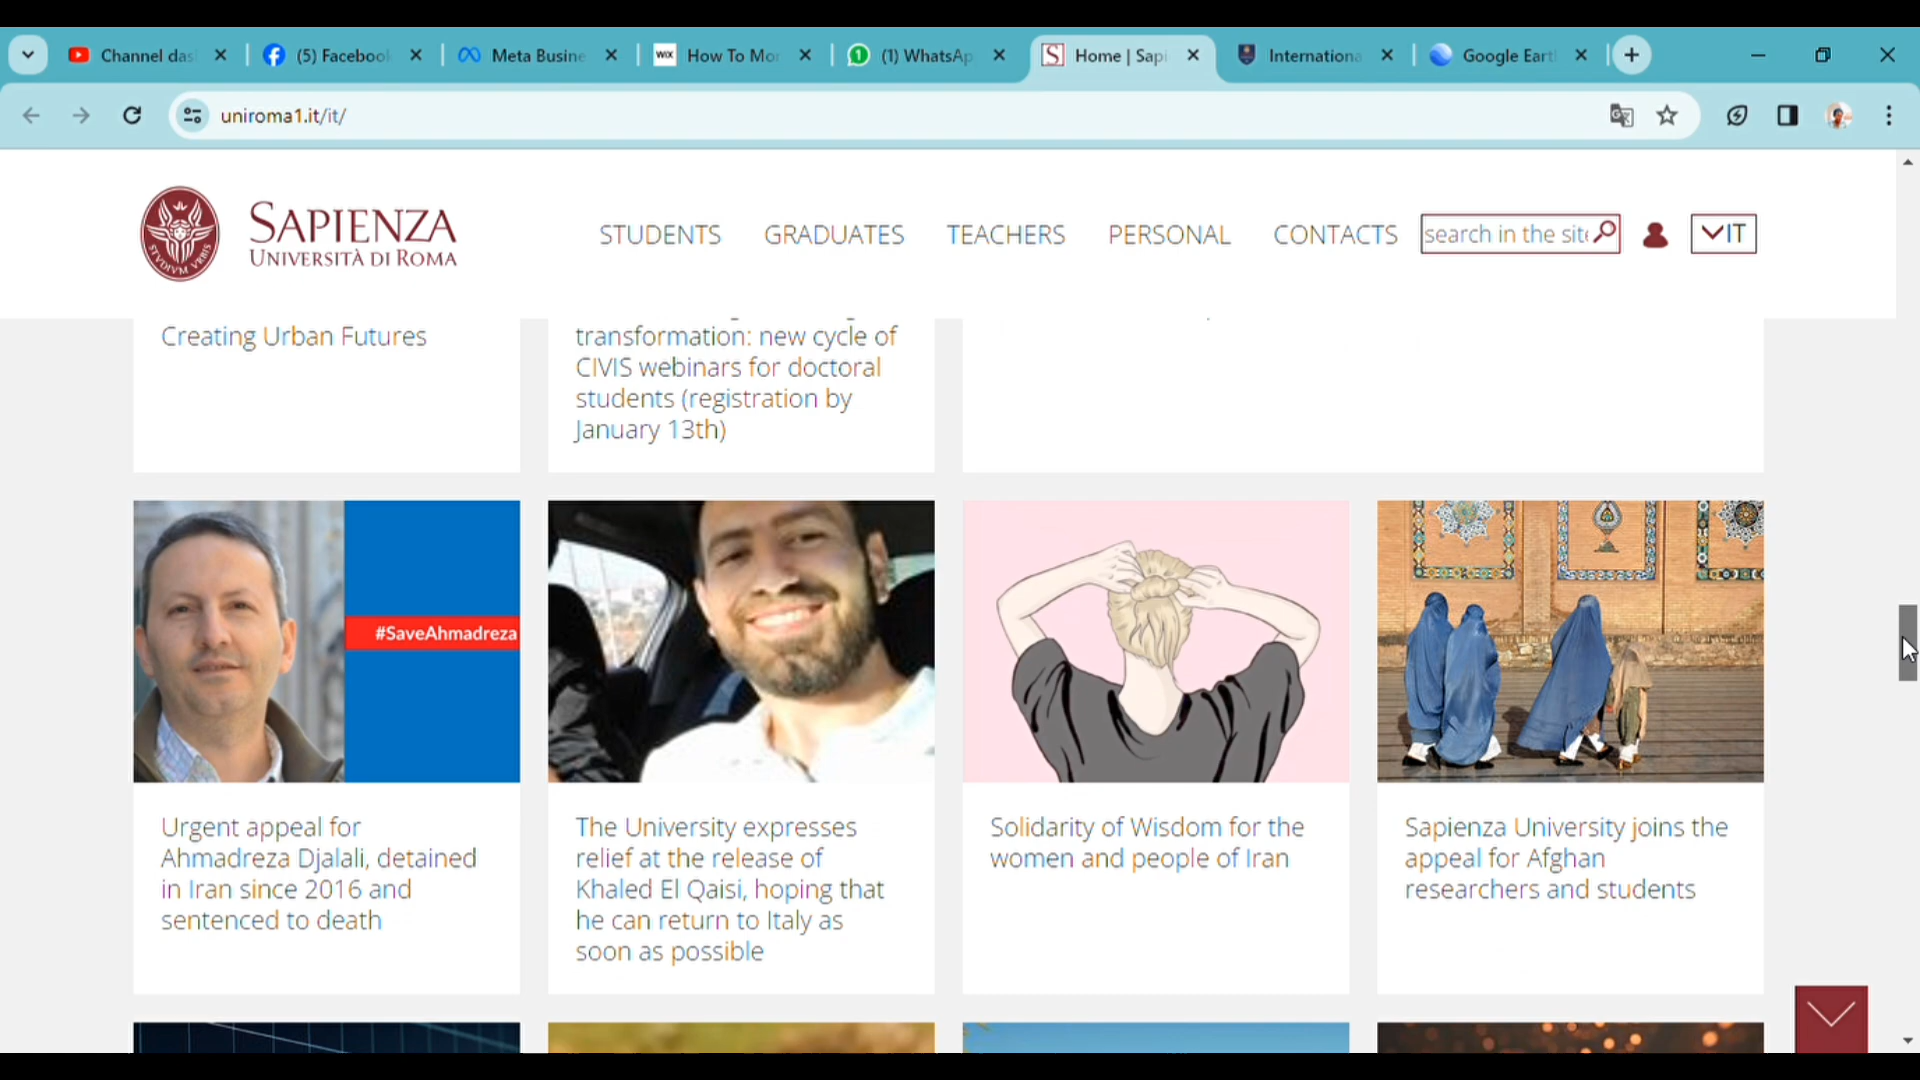 Channel das
(5) Facebook
Meta Busine
WIX
How To Mo
1
(1) WhatsAp
Home | Sapi
Internationa
Google Eart
uniroma1.it/it/
STUDIVM VRBIS
SAPIENZA
UNIVERSITÀ DI ROMA
STUDENTS
GRADUATES
TEACHERS
PERSONAL
CONTACTS
search in the sit
IT
Creating Urban Futures
transformation: new cycle of
CIVIS webinars for doctoral
students (registration by
January 13th)
#SaveAhmadreza
Urgent appeal for
Ahmadreza Djalali, detained
in Iran since 2016 and
sentenced to death
The University expresses
relief at the release of
Khaled El Qaisi, hoping that
he can return to Italy as
soon as possible
Solidarity of Wisdom for the
women and people of Iran
Sapienza University joins the
appeal for Afghan
researchers and students